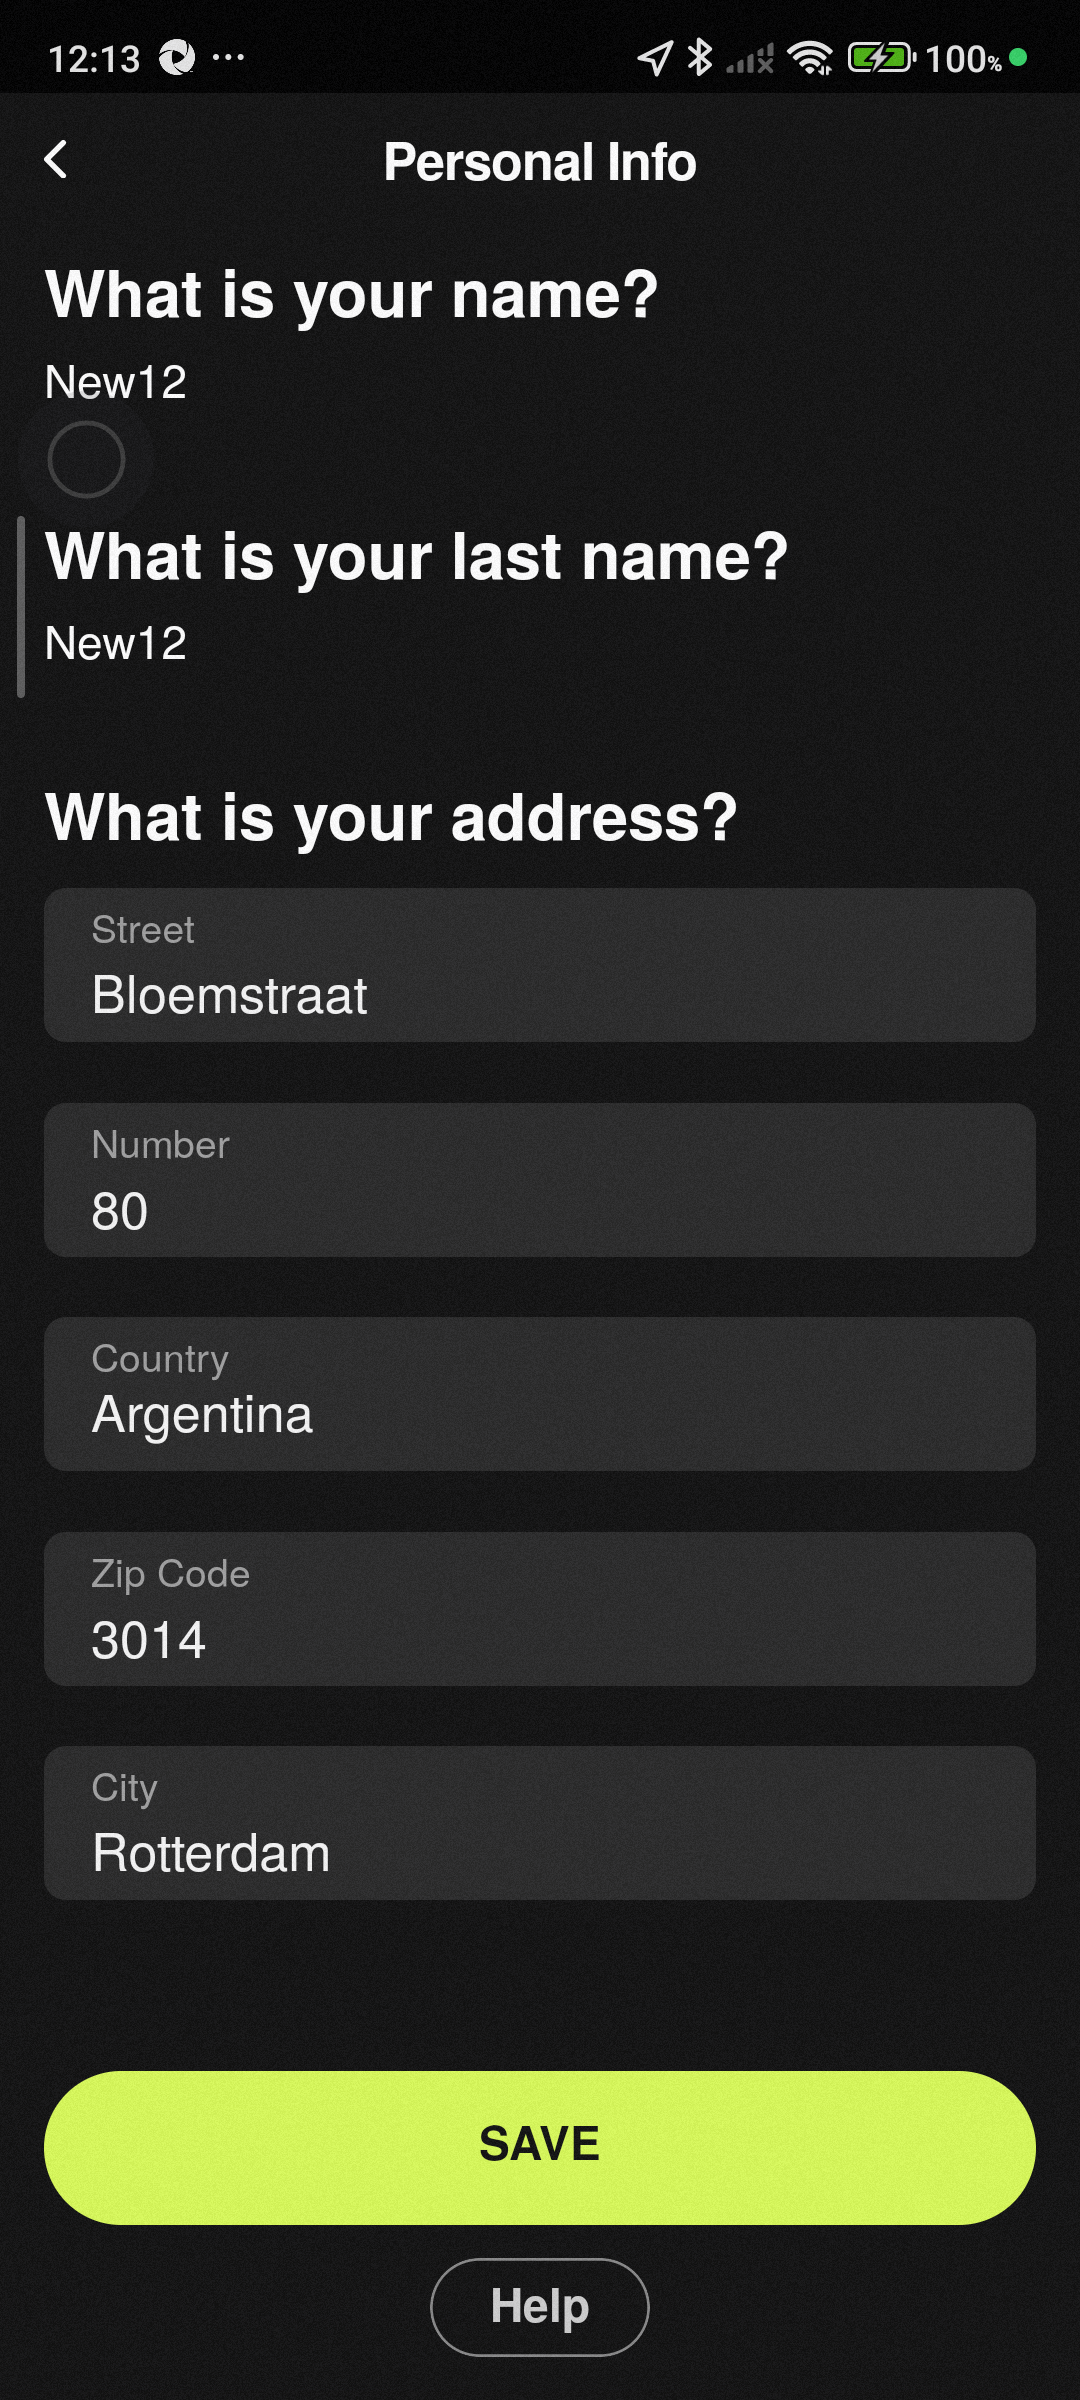 12:13 100%
Personal Info
What is your name?
New12
What is your last name?
New12
What is your address?
Street
Bloemstraat
Number
80
Country
Argentina
Zip Code
3014
City
Rotterdam
SAVE
Help